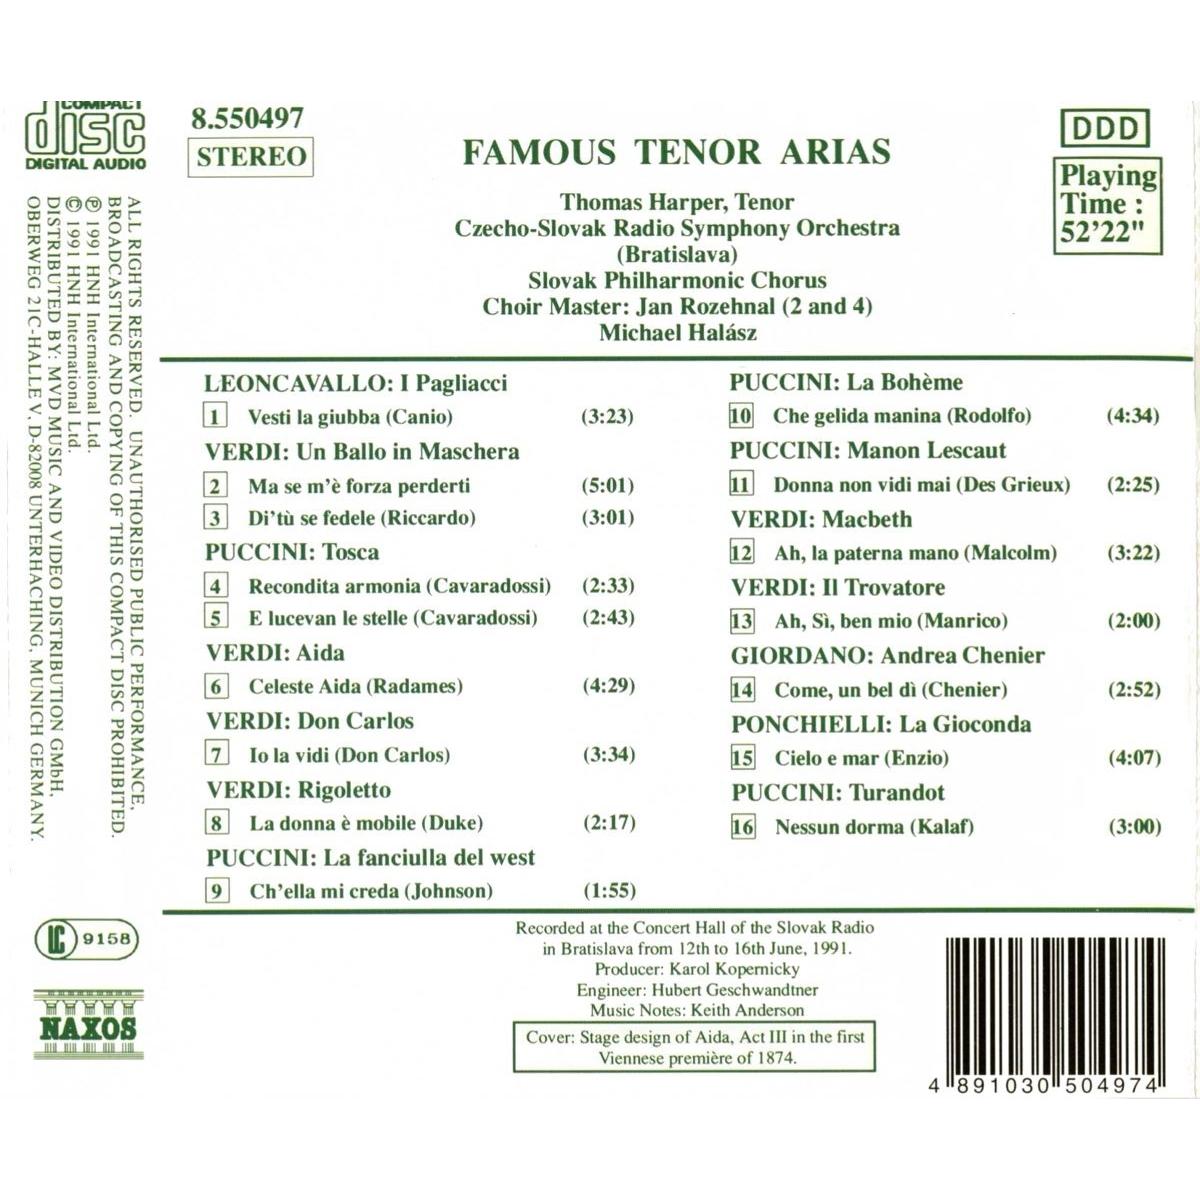 COMPACT
disc
DIGITAL AUDIO
8.550497
STEREO
FAMOUS TENOR ARIAS
Thomas Harper, Tenor
Czecho-Slovak Radio Symphony Orchestra
(Bratislava)
Slovak Philharmonic Chorus
Choir Master: Jan Rozehnal (2 and 4)
Michael Halász
DDD
Playing
Time :
52'22"
LEONCAVALLO: I Pagliacci
1 Vesti la giubba (Canio) (3:23)
VERDI: Un Ballo in Maschera
2 Ma se m'è forza perderti (5:01)
3 Di'tù se fedele (Riccardo) (3:01)
PUCCINI: Tosca
4 Recondita armonia (Cavaradossi) (2:33)
5 E lucevan le stelle (Cavaradossi) (2:43)
VERDI: Aida
6 Celeste Aida (Radames) (4:29)
VERDI: Don Carlos
7 Io la vidi (Don Carlos) (3:34)
VERDI: Rigoletto
8 La donna è mobile (Duke) (2:17)
PUCCINI: La fanciulla del west
9 Ch'ella mi creda (Johnson) (1:55)
PUCCINI: La Bohème
10 Che gelida manina (Rodolfo) (4:34)
PUCCINI: Manon Lescaut
11 Donna non vidi mai (Des Grieux) (2:25)
VERDI: Macbeth
12 Ah, la paterna mano (Malcolm) (3:22)
VERDI: Il Trovatore
13 Ah, Sì, ben mio (Manrico) (2:00)
GIORDANO: Andrea Chenier
14 Come, un bel dì (Chenier) (2:52)
PONCHIELLI: La Gioconda
15 Cielo e mar (Enzio) (4:07)
PUCCINI: Turandot
16 Nessun dorma (Kalaf) (3:00)
Recorded at the Concert Hall of the Slovak Radio
in Bratislava from 12th to 16th June, 1991.
Producer: Karol Kopernicky
Engineer: Hubert Geschwandtner
Music Notes: Keith Anderson
Cover: Stage design of Aida, Act III in the first
Viennese première of 1874.
4 891030 504974
ALL RIGHTS RESERVED. UNAUTHORISED PUBLIC PERFORMANCE,
BROADCASTING AND COPYING OF THIS COMPACT DISC PROHIBITED.
℗ 1991 HNH International Ltd.
© 1991 HNH International Ltd.
DISTRIBUTED BY: MVD MUSIC AND VIDEO DISTRIBUTION GMbH,
OBERWEG 21C-HALLE V, D-82008 UNTERHACHING, MUNICH GERMANY.
LC 9158
NAXOS